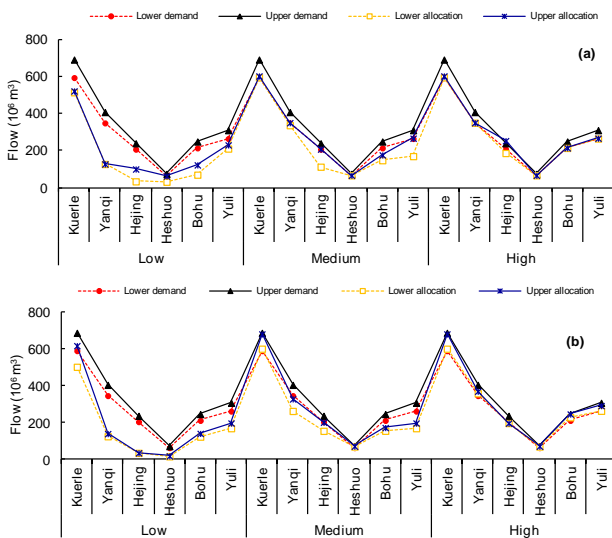 Lower demand Upper demand Lower allocation Upper allocation
800
600
400
200
0
Flow (10⁶ m³)
(a)
Kuerle Yanqi Hejing Heshuo Bohu Yuli Kuerle Yanqi Hejing Heshuo Bohu Yuli Kuerle Yanqi Hejing Heshuo Bohu Yuli
Low Medium High
Lower demand Upper demand Lower allocation Upper allocation
800
600
400
200
0
Flow (10⁶ m³)
(b)
Kuerle Yanqi Hejing Heshuo Bohu Yuli Kuerle Yanqi Hejing Heshuo Bohu Yuli Kuerle Yanqi Hejing Heshuo Bohu Yuli
Low Medium High